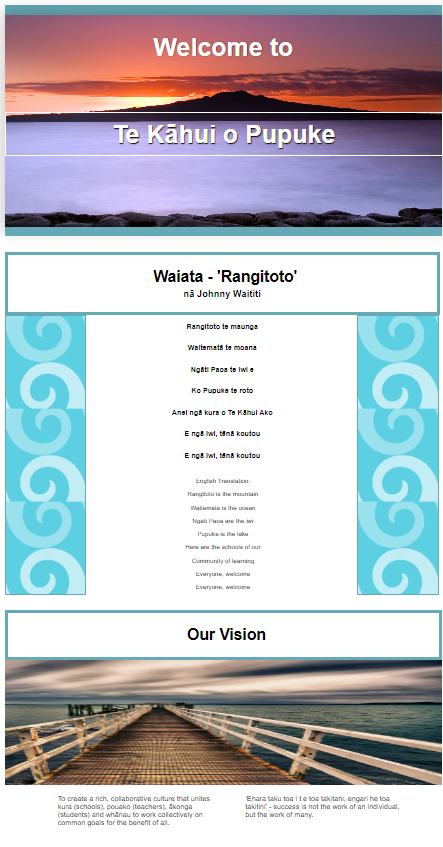 Welcome to
Te Kāhui o Pupuke
Waiata - 'Rangitoto'
nā Johnny Waititi
Rangitoto te maunga
Waitematā te moana
Ngāti Paoa te iwi e
Ko Pupuke te roto
Anei ngā kura o Te Kāhui Ako
E ngā iwi, tēnā koutou
E ngā iwi, tēnā koutou
English Translation:
Rangitoto is the mountain
Waitemata is the ocean
Ngati Paoa are the iwi
Pupuke is the lake
Here are the schools of our
Community of learning
Everyone, welcome
Everyone, welcome
Our Vision
To create a rich, collaborative culture that unites
kura (schools), pouako (teachers), ākonga
(students) and whānau to work collectively on
common goals for the benefit of all.
'Ehara taku toa i t e toa takitahi, engari he toa
takitini' - success is not the work of an individual,
but the work of many.